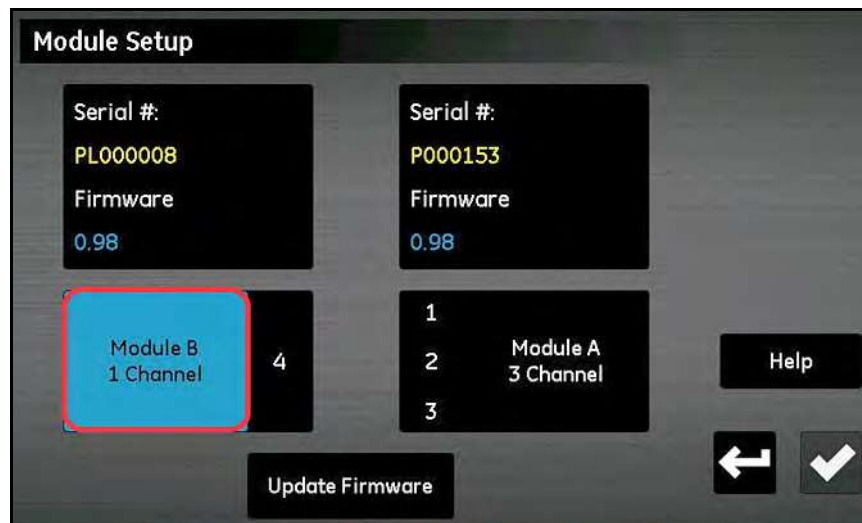 Module Setup
Serial #:
PL000008
Firmware
0.98
Serial #:
P000153
Firmware
0.98
Module B
1 Channel
4
1
2
3
Module A
3 Channel
Help
Update Firmware